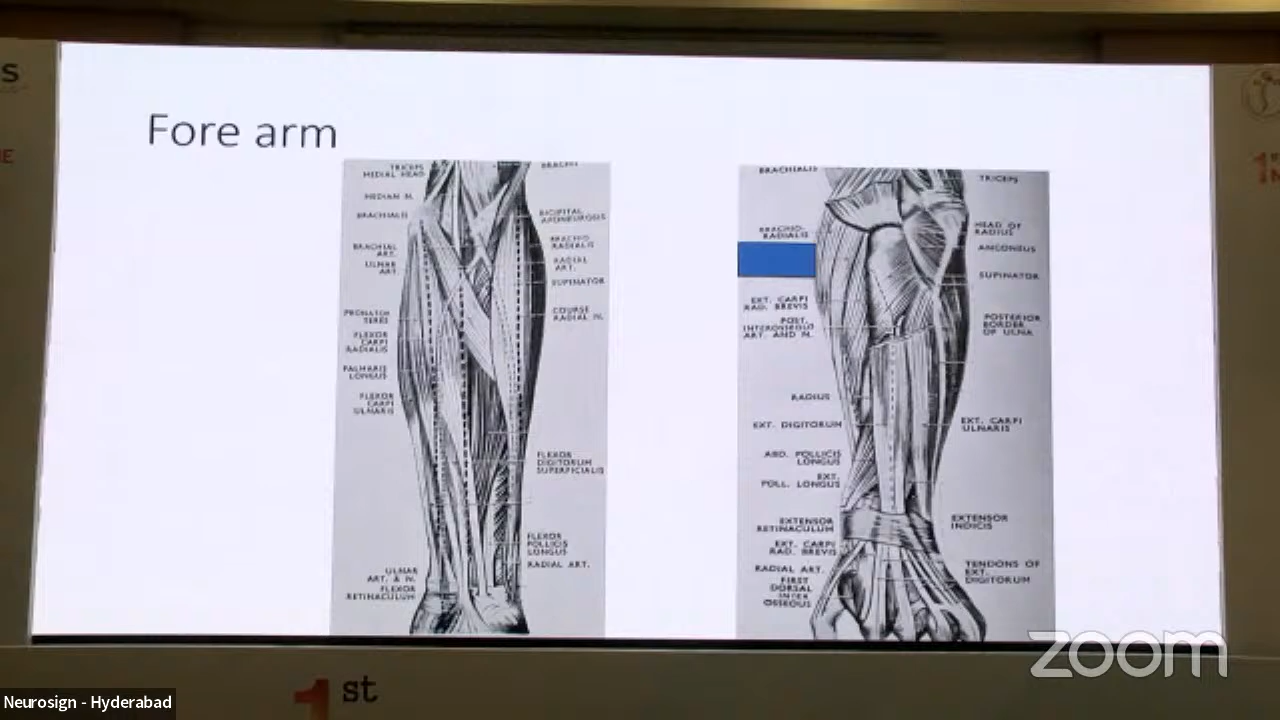 S
Fore arm
TRICEPS
MEDIAL HEAD
MEDIAN N.
BRACHIALIS
BRACHIAL
ART.
ULNAR
ART
PRONATOR
TERES
FLEXOR
CARPI
RADIALIS
PALMARIS
LONGUS
FLEXOR
CARPI
ULNARIS
ULNAR
ART. & N.
FLEXOR
RETINACULUM
BICIPITAL
APONEUROSIS
BRACHIO
RADIALIS
RADIAL
ART.
SUPINATOR
COURSE
RADIAL N.
FLEXOR
DIGITORUM
SUPERFICIALIS
FLEXOR
POLLICIS
LONGUS
RADIAL ART.
BRACHIALIS
BRACHIO-
RADIALIS
EXT. CARPI
RAD. BREVIS
POST.
INTEROSSEOUS
ART. AND N.
RADIUS
EXT. DIGITORUM
ABD. POLLICIS
LONGUS
EXT.
POLL. LONGUS
EXTENSOR
RETINACULUM
EXT. CARPI
RAD. BREVIS
RADIAL ART.
FIRST
DORSAL
INTER
OSSEOUS
TRICEPS
HEAD OF
RADIUS
ANCONEUS
SUPINATOR
POSTERIOR
BORDER
OF ULNA
EXT. CARPI
ULNARIS
EXTENSOR
INDICIS
TENDONS OF
EXT.
DIGITORUM
zoom
1st
Neurosign - Hyderabad